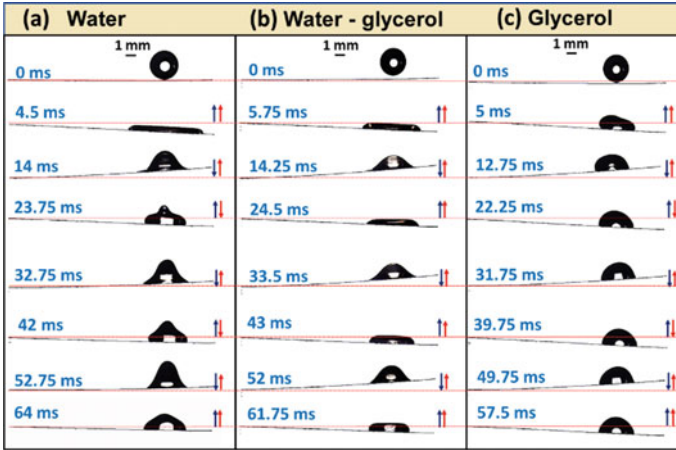 (a) Water
1 mm
0 ms
4.5 ms
14 ms
23.75 ms
32.75 ms
42 ms
52.75 ms
64 ms
(b) Water - glycerol
1 mm
0 ms
5.75 ms
14.25 ms
24.5 ms
33.5 ms
43 ms
52 ms
61.75 ms
(c) Glycerol
1 mm
0 ms
5 ms
12.75 ms
22.25 ms
31.75 ms
39.75 ms
49.75 ms
57.5 ms